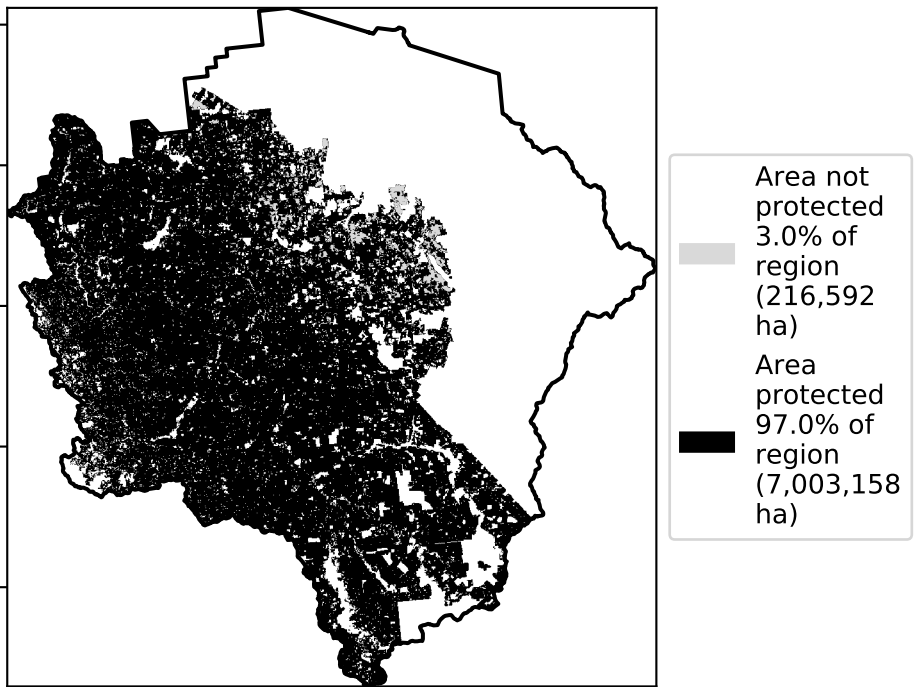 Area not
protected
3.0% of
region
(216,592
ha)
Area
protected
97.0% of
region
(7,003,158
ha)